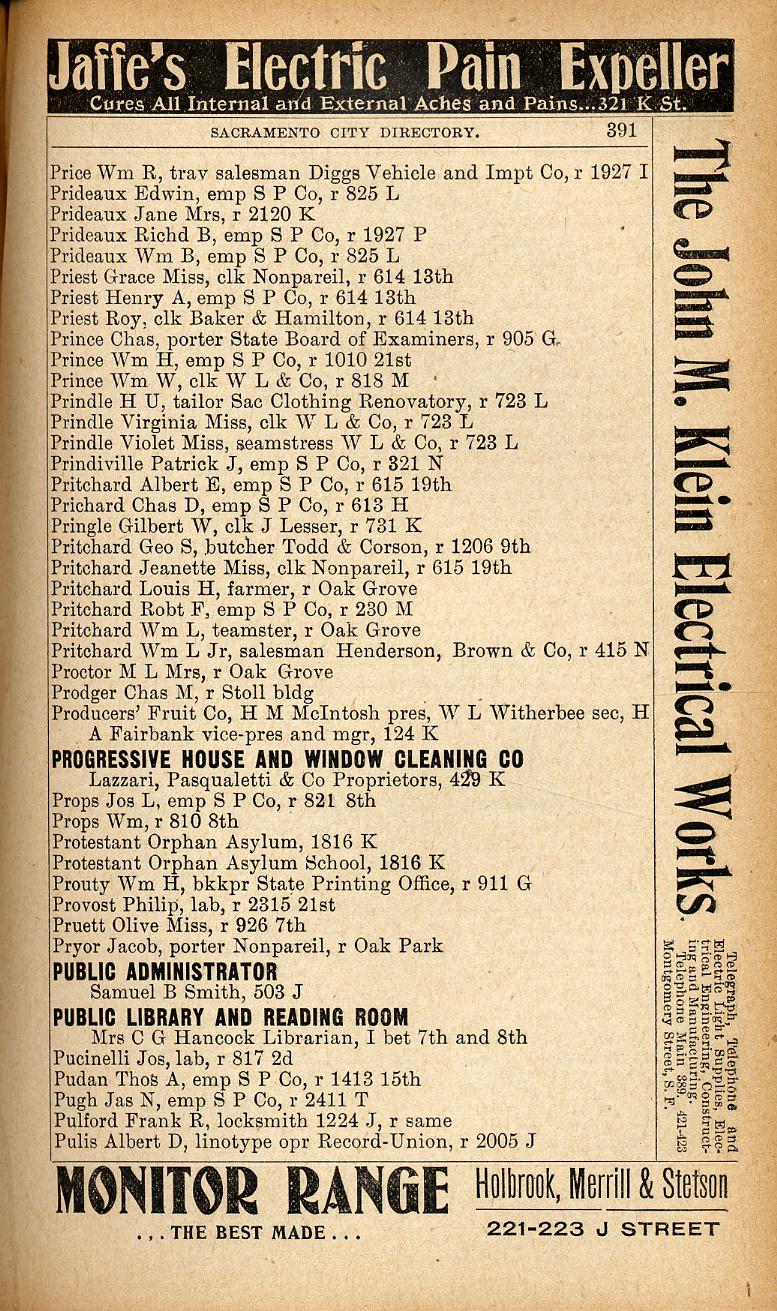 Jaffe's Electric Pain Expeller
Cures All Internal and External Aches and Pains...321 K St.
SACRAMENTO CITY DIRECTORY. 391
Price Wm R, trav salesman Diggs Vehicle and Impt Co, r 1927 I
Prideaux Edwin, emp S P Co, r 825 L
Prideaux Jane Mrs, r 2120 K
Prideaux Richd B, emp S P Co, r 1927 P
Prideaux Wm B, emp S P Co, r 825 L
Priest Grace Miss, clk Nonpareil, r 614 13th
Priest Henry A, emp S P Co, r 614 13th
Priest Roy, clk Baker & Hamilton, r 614 13th
Prince Chas, porter State Board of Examiners, r 905 G
Prince Wm H, emp S P Co, r 1010 21st
Prince Wm W, clk W L & Co, r 818 M
Prindle H U, tailor Sac Clothing Renovatory, r 723 L
Prindle Virginia Miss, clk W L & Co, r 723 L
Prindle Violet Miss, seamstress W L & Co, r 723 L
Prindiville Patrick J, emp S P Co, r 321 N
Pritchard Albert E, emp S P Co, r 615 19th
Prichard Chas D, emp S P Co, r 613 H
Pringle Gilbert W, clk J Lesser, r 731 K
Pritchard Geo S, butcher Todd & Corson, r 1206 9th
Pritchard Jeanette Miss, clk Nonpareil, r 615 19th
Pritchard Louis H, farmer, r Oak Grove
Pritchard Robt F, emp S P Co, r 230 M
Pritchard Wm L, teamster, r Oak Grove
Pritchard Wm L Jr, salesman Henderson, Brown & Co, r 415 N
Proctor M L Mrs, r Oak Grove
Prodger Chas M, r Stoll bldg
Producers' Fruit Co, H M McIntosh pres, W L Witherbee sec, H
A Fairbank vice-pres and mgr, 124 K
PROGRESSIVE HOUSE AND WINDOW CLEANING CO
Lazzari, Pasqualetti & Co Proprietors, 429 K
Props Jos L, emp S P Co, r 821 8th
Props Wm, r 810 8th
Protestant Orphan Asylum, 1816 K
Protestant Orphan Asylum School, 1816 K
Prouty Wm H, bkkpr State Printing Office, r 911 G
Provost Philip, lab, r 2315 21st
Pruett Olive Miss, r 926 7th
Pryor Jacob, porter Nonpareil, r Oak Park
PUBLIC ADMINISTRATOR
Samuel B Smith, 503 J
PUBLIC LIBRARY AND READING ROOM
Mrs C G Hancock Librarian, I bet 7th and 8th
Pucinelli Jos, lab, r 817 2d
Pudan Thos A, emp S P Co, r 1413 15th
Pugh Jas N, emp S P Co, r 2411 T
Pulford Frank R, locksmith 1224 J, r same
Pulis Albert D, linotype opr Record-Union, r 2005 J
The John M. Klein Electrical Works.
Telegraph, Telephone and
Electric Light Supplies, Elec-
trical Engineering, Construct-
ing and Manufacturing.
Telephone Main 389. 421-423
Montgomery Street, S. F.
MONITOR RANGE
...THE BEST MADE...
Holbrook, Merrill & Stetson
221-223 J STREET